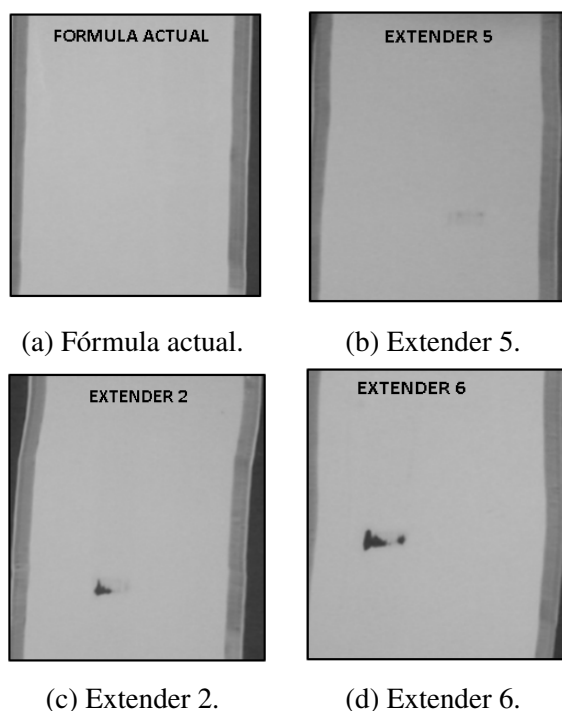 FORMULA ACTUAL
EXTENDER 5
(a) Fórmula actual.
(b) Extender 5.
EXTENDER 2
EXTENDER 6
(c) Extender 2.
(d) Extender 6.